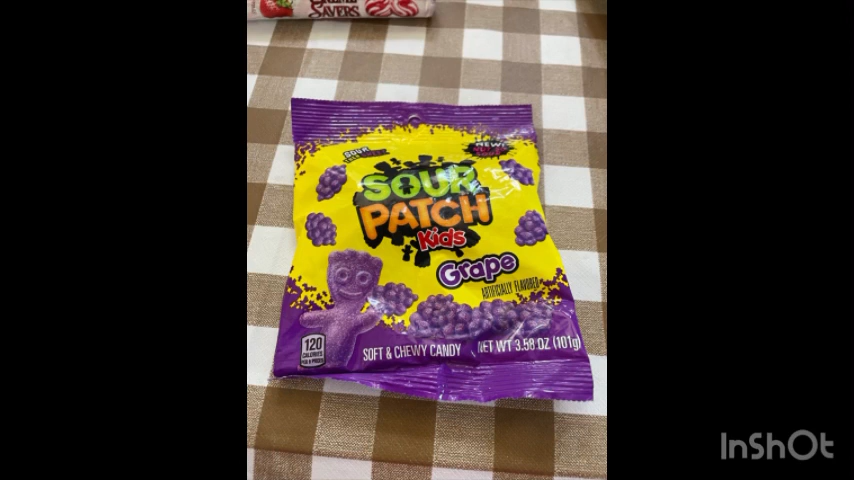 SAVERS
SOUR
NEW!
SOUR
PATCH
Kids
Grape
ARTIFICIALLY FLAVORED
120
CALORIES
SOFT & CHEWY CANDY
NET WT 3.58 OZ (101g)
InShOt